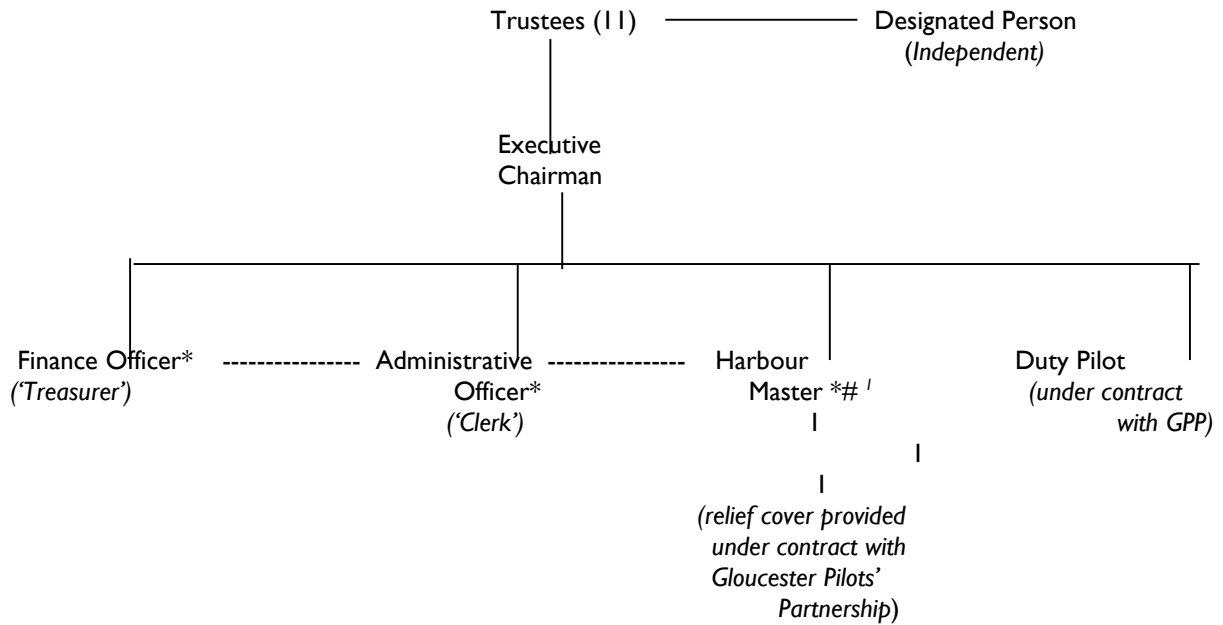 Trustees (11)
Designated Person
(Independent)
Executive
Chairman
Finance Officer*
('Treasurer')
Administrative
Officer*
('Clerk')
Harbour
Master *# 1
Duty Pilot
(under contract
with GPP)
(relief cover provided
under contract with
Gloucester Pilots'
Partnership)